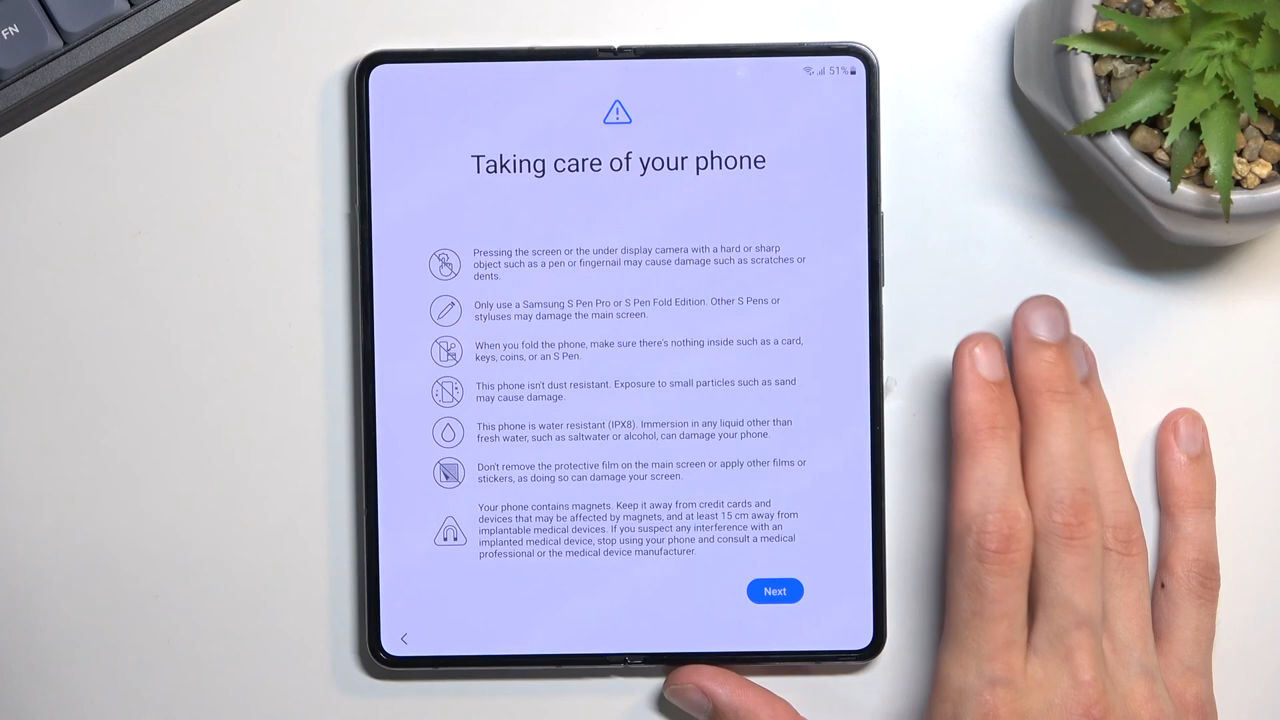 FN
51%
Taking care of your phone
Pressing the screen or the under display camera with a hard or sharp
object such as a pen or fingernail may cause damage such as scratches or
dents.
Only use a Samsung S Pen Pro or S Pen Fold Edition. Other S Pens or
styluses may damage the main screen.
When you fold the phone, make sure there's nothing inside such as a card,
keys, coins, or an S Pen.
This phone isn't dust resistant. Exposure to small particles such as sand
may cause damage.
This phone is water resistant (IPX8). Immersion in any liquid other than
fresh water, such as saltwater or alcohol, can damage your phone.
Don't remove the protective film on the main screen or apply other films or
stickers, as doing so can damage your screen.
Your phone contains magnets. Keep it away from credit cards and
devices that may be affected by magnets, and at least 15 cm away from
implantable medical devices. If you suspect any interference with an
implanted medical device, stop using your phone and consult a medical
professional or the medical device manufacturer.
Next